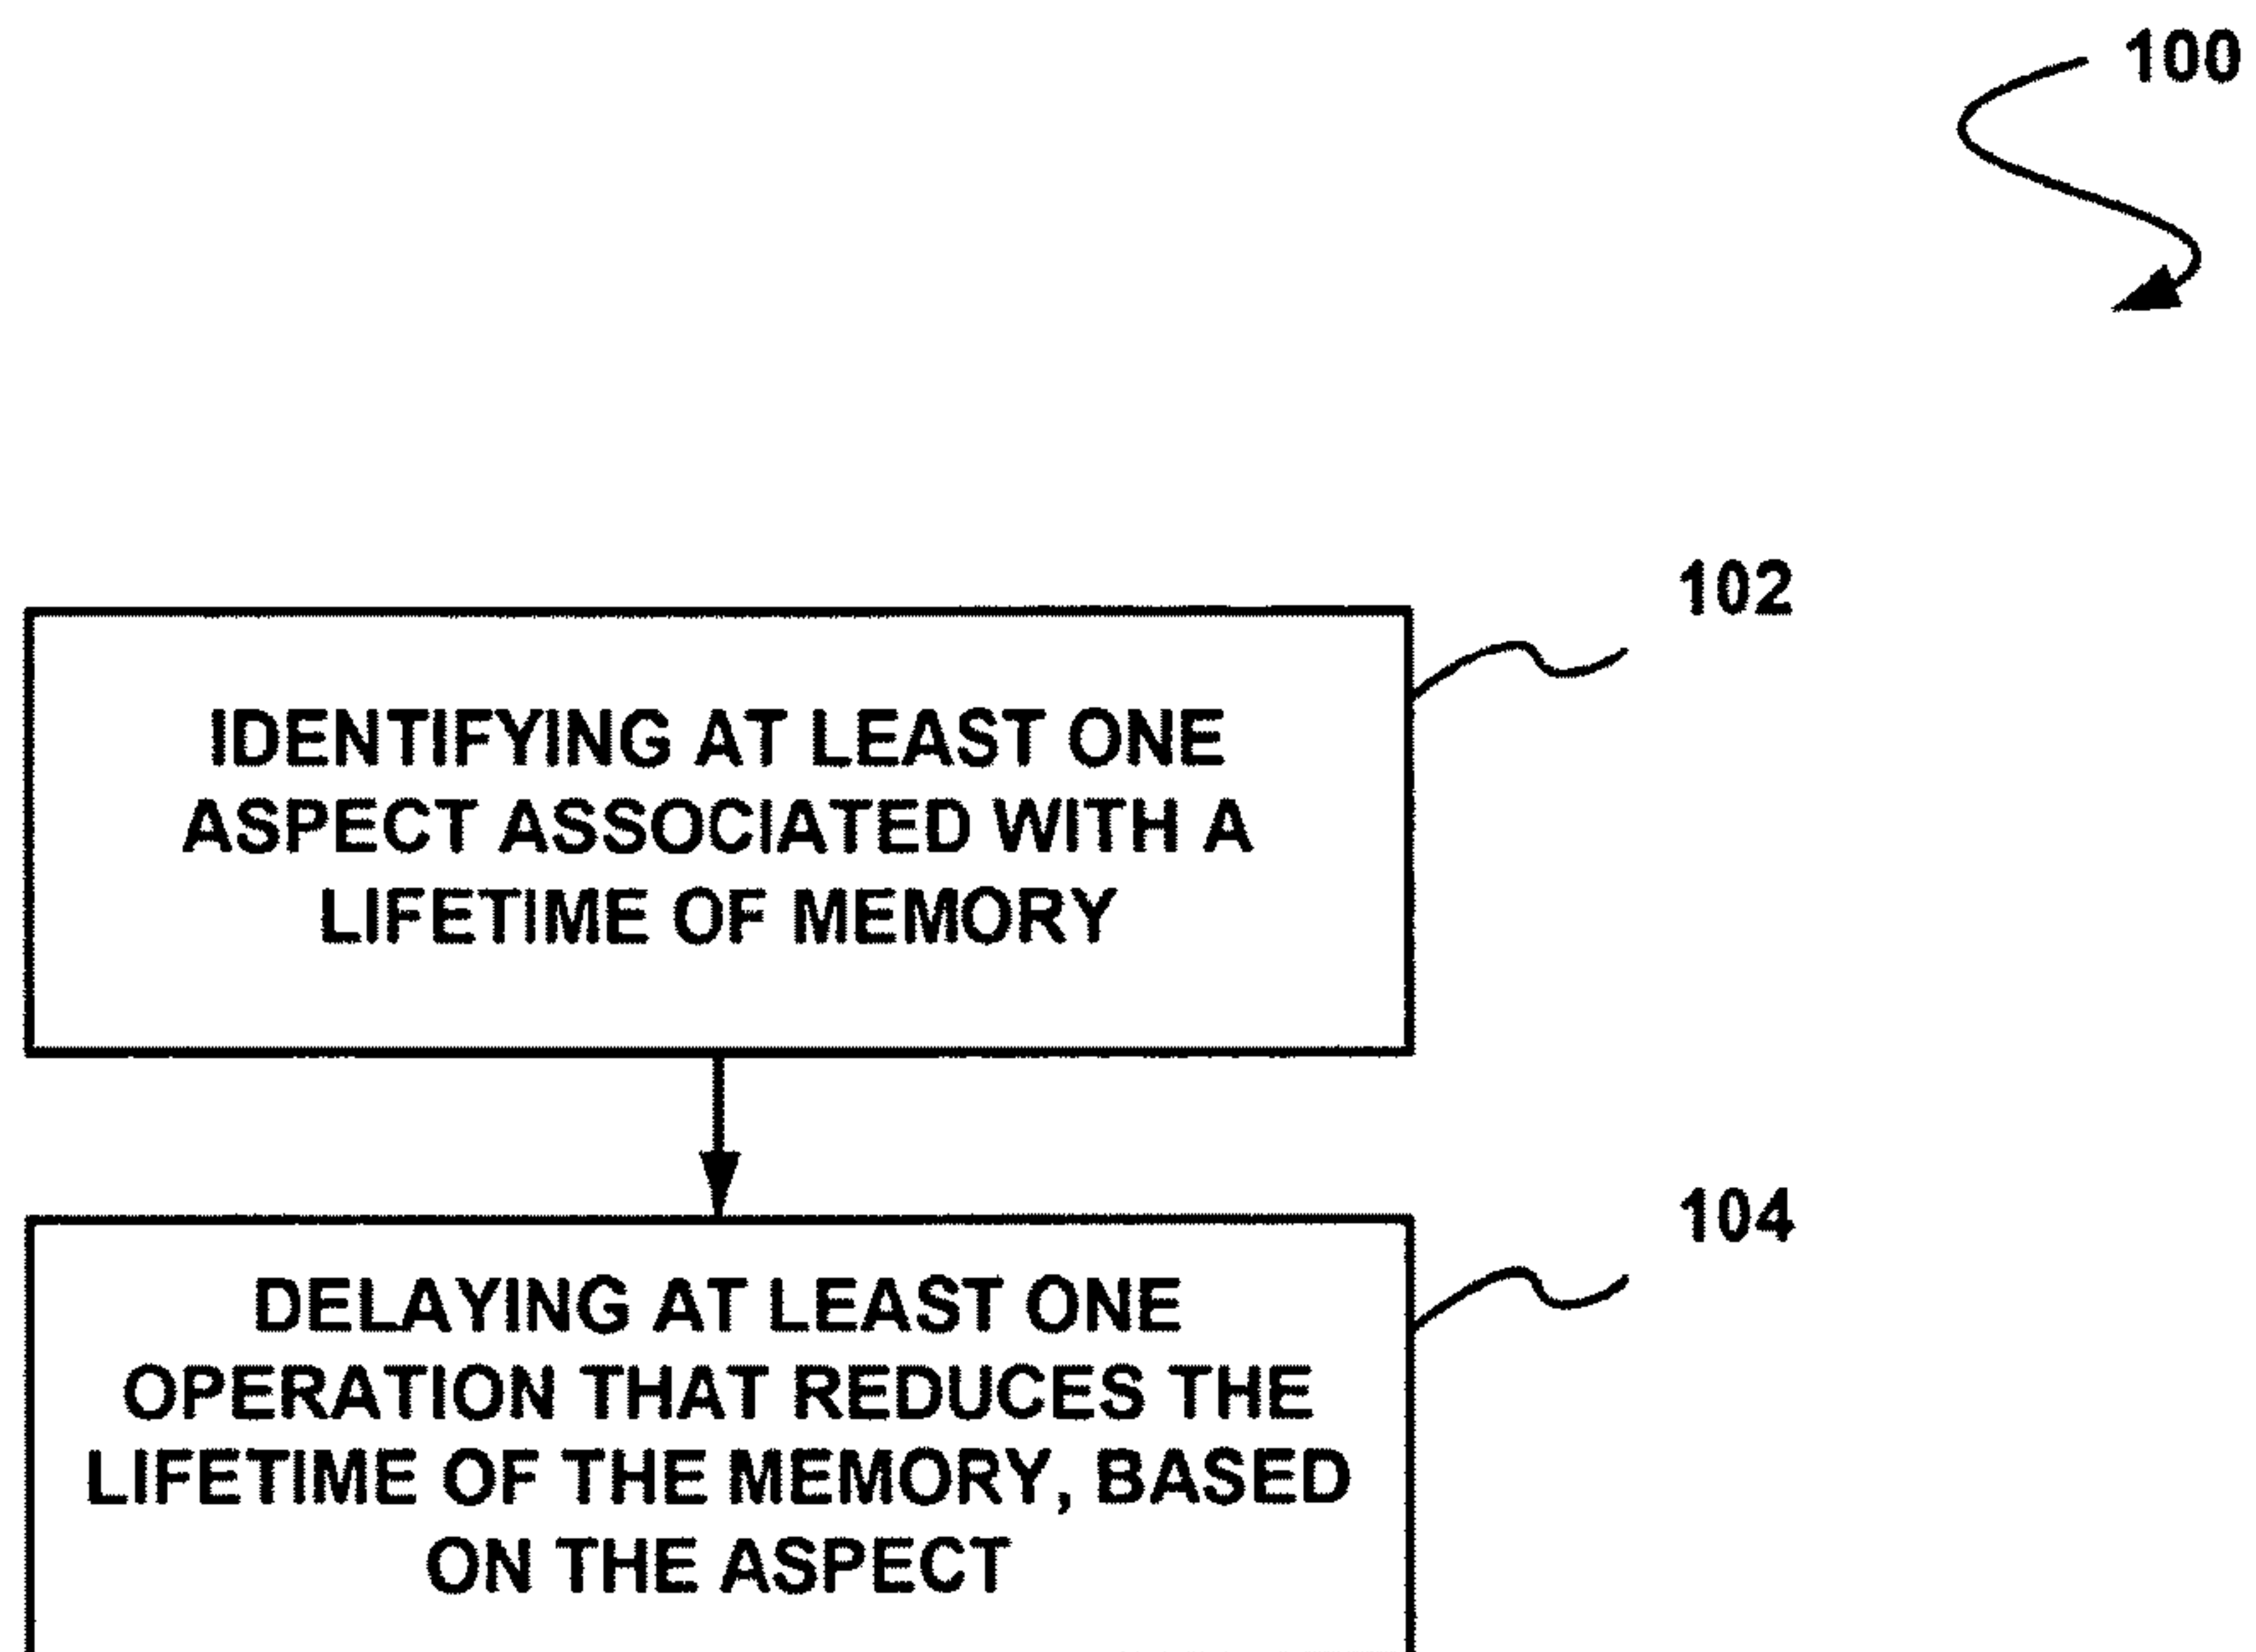 100
102
IDENTIFYING AT LEAST ONE
ASPECT ASSOCIATED WITH A
LIFETIME OF MEMORY
104
DELAYING AT LEAST ONE
OPERATION THAT REDUCES THE
LIFETIME OF THE MEMORY, BASED
ON THE ASPECT